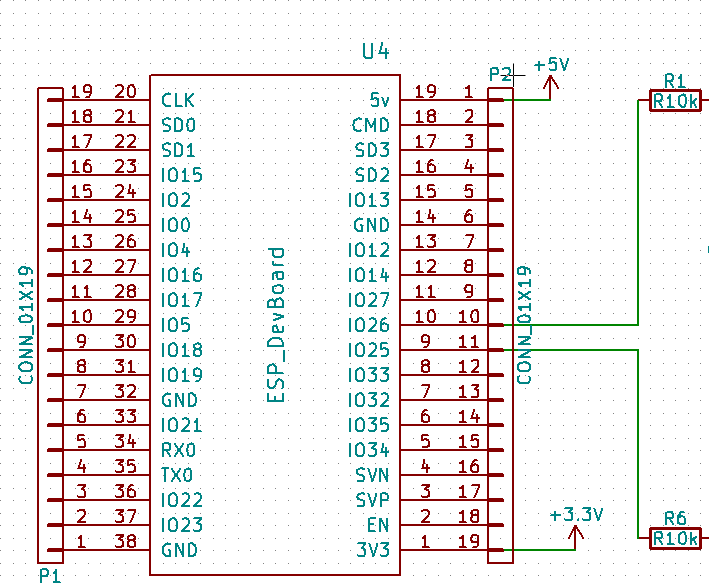 U4
P2 +5V
R1
R10k
19 20 CLK 5v 19 1
18 21 SD0 CMD 18 2
17 22 SD1 SD3 17 3
16 23 IO15 SD2 16 4
15 24 IO2 IO13 15 5
14 25 IO0 GND 14 6
13 26 IO4 IO12 13 7
12 27 IO16 IO14 12 8
11 28 IO17 IO27 11 9
10 29 IO5 IO26 10 10
9 30 IO18 IO25 9 11
8 31 IO19 IO33 8 12
7 32 GND IO32 7 13
6 33 IO21 IO35 6 14
5 34 RX0 IO34 5 15
4 35 TX0 SVN 4 16
3 36 IO22 SVP 3 17
2 37 IO23 EN 2 18
1 38 GND 3V3 1 19
CONN_01X19
ESP_DevBoard
CONN_01X19
+3.3V
R6
R10k
P1